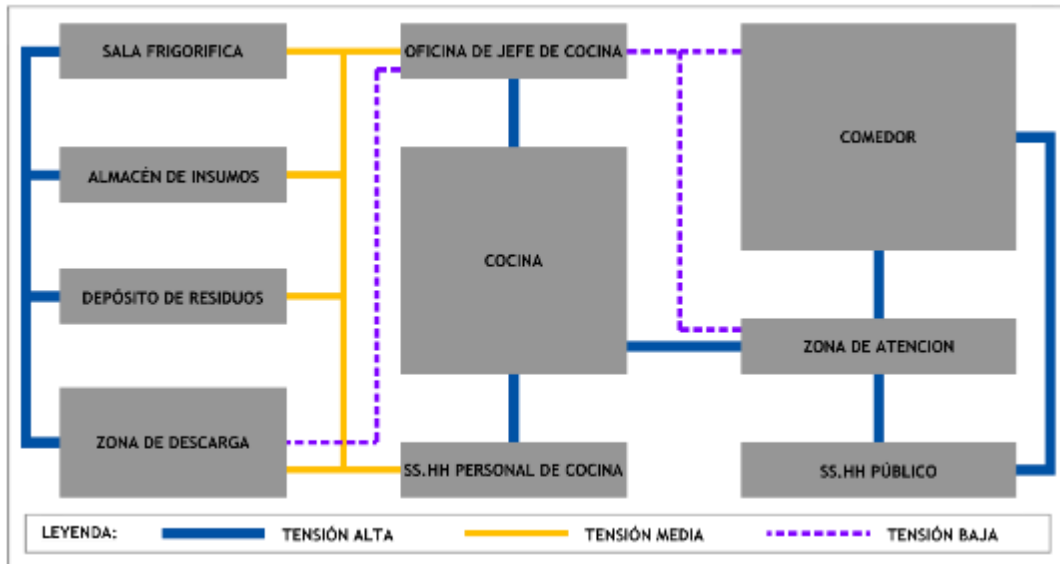 SALA FRIGORIFICA
OFICINA DE JEFE DE COCINA
COMEDOR
ALMACÉN DE INSUMOS
COCINA
DEPÓSITO DE RESIDUOS
ZONA DE ATENCION
ZONA DE DESCARGA
SS.HH PERSONAL DE COCINA
SS.HH PÚBLICO
LEYENDA:
TENSIÓN ALTA
TENSIÓN MEDIA
TENSIÓN BAJA